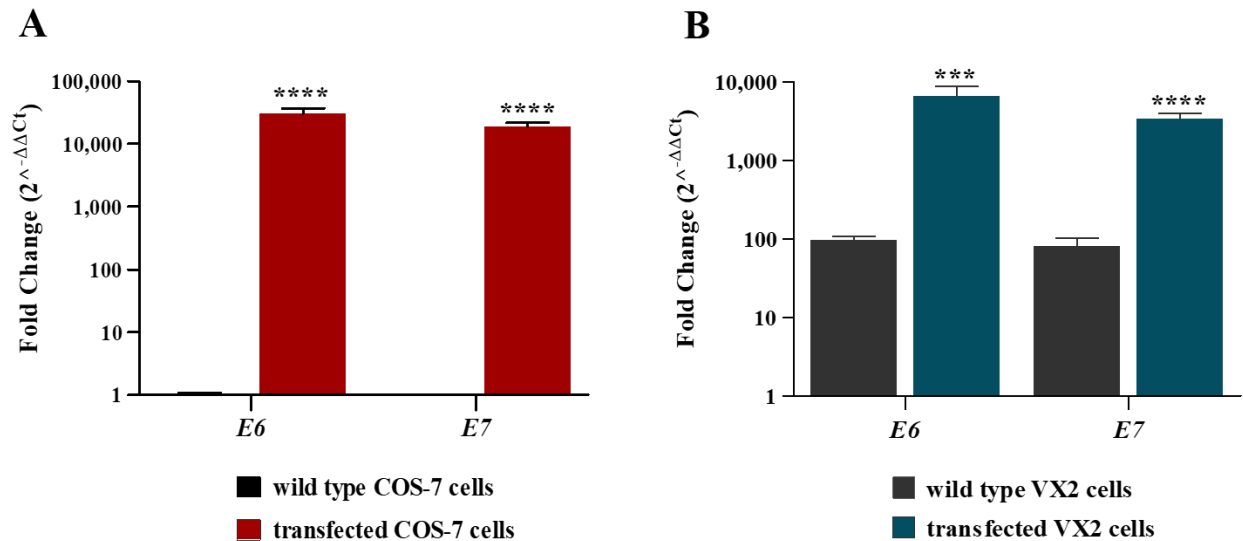 A
Fold Change (2^-ΔΔCt)
100,000
10,000
1,000
100
10
1
****
****
E6
E7
wild type COS-7 cells
transfected COS-7 cells
B
Fold Change (2^-ΔΔCt)
10,000
1,000
100
10
1
***
****
E6
E7
wild type VX2 cells
transfected VX2 cells